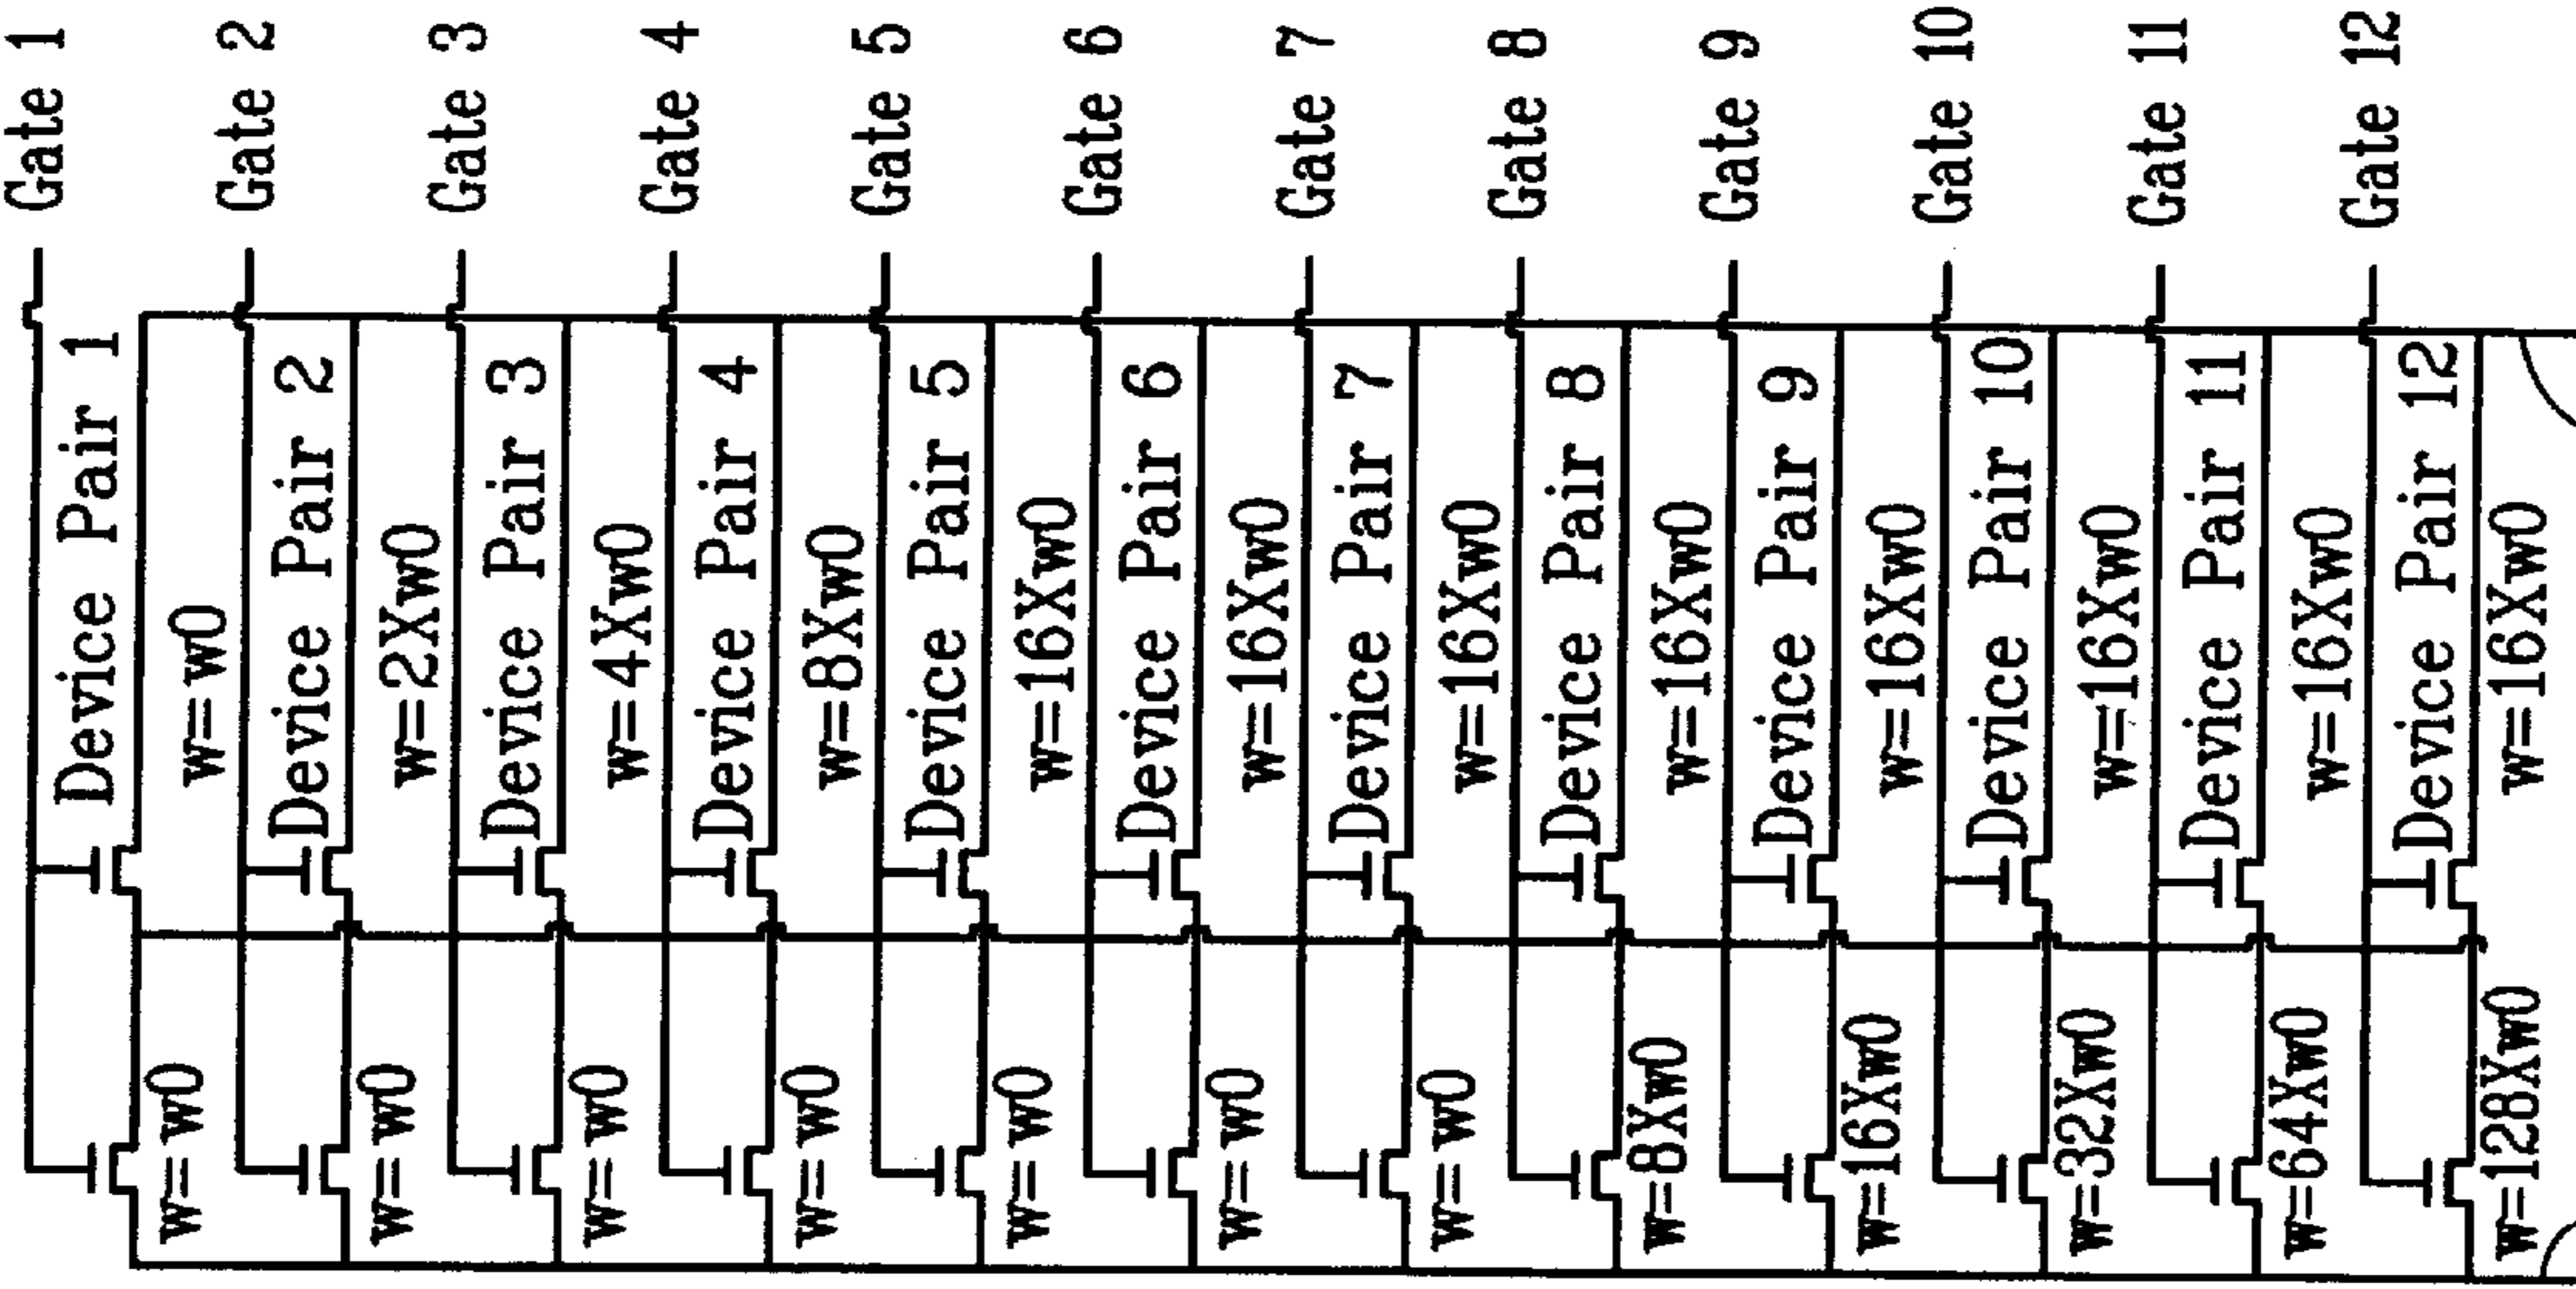 Gate 1
Gate 2
Gate 3
Gate 4
Gate 5
Gate 6
Gate 7
Gate 8
Gate 9
Gate 10
Gate 11
Gate 12
Device Pair 1
w=w0
w=w0
Device Pair 2
w=2Xw0
w=w0
Device Pair 3
w=4Xw0
w=w0
Device Pair 4
w=8Xw0
w=w0
Device Pair 5
w=16Xw0
w=w0
Device Pair 6
w=16Xw0
w=w0
Device Pair 7
w=16Xw0
w=w0
Device Pair 8
w=16Xw0
w=8Xw0
Device Pair 9
w=16Xw0
w=16Xw0
Device Pair 10
w=16Xw0
w=32Xw0
Device Pair 11
w=16Xw0
w=64Xw0
Device Pair 12
w=16Xw0
w=128Xw0